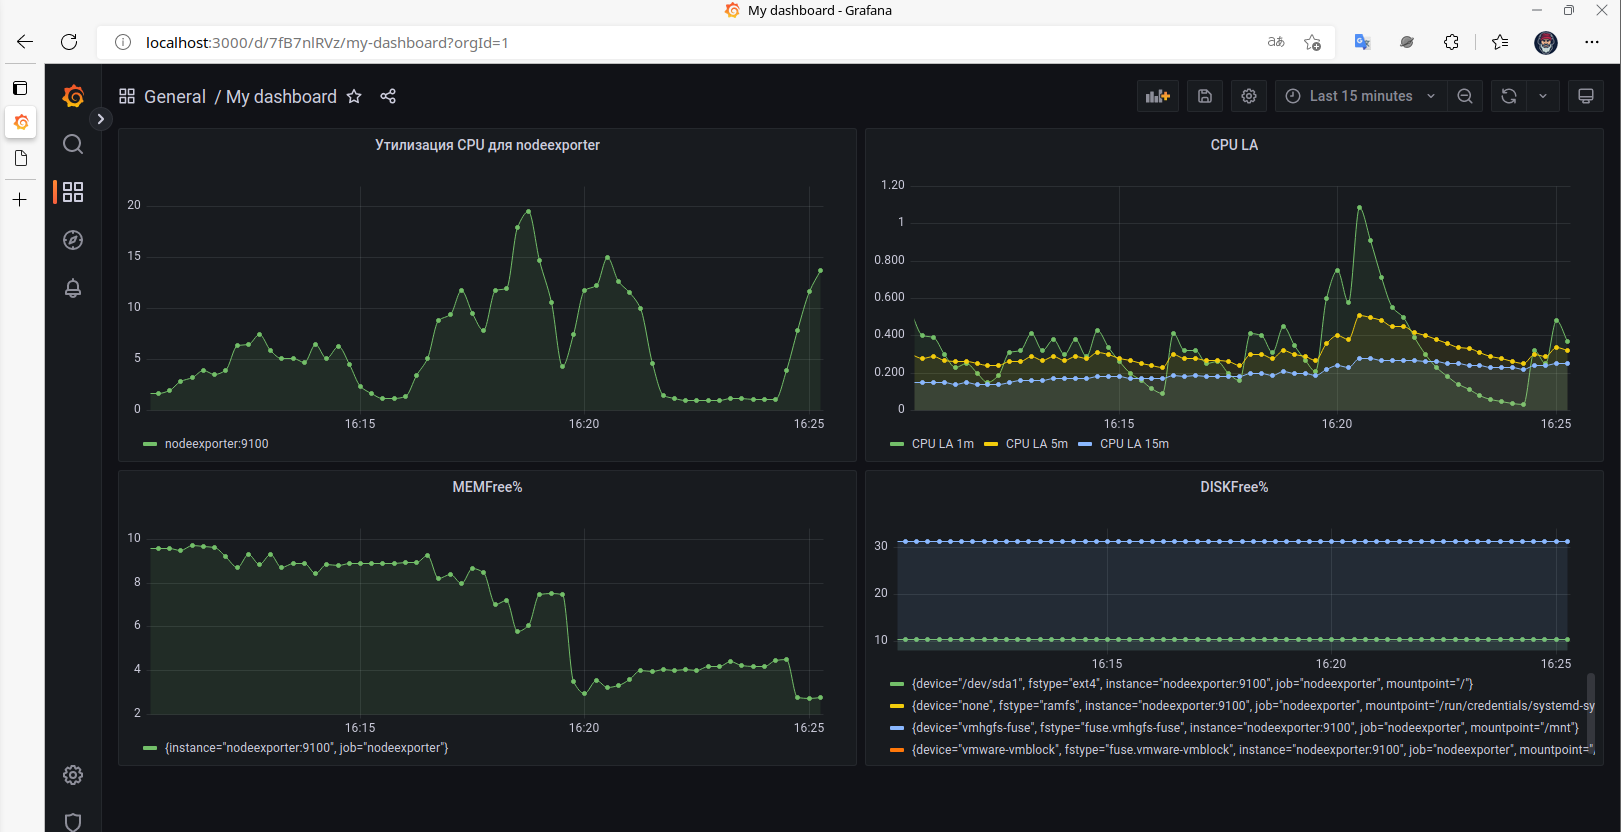 My dashboard - Grafana
localhost:3000/d/7fB7nlRVz/my-dashboard?orgId=1
aあ
General / My dashboard
Last 15 minutes
Утилизация CPU для nodeexporter
20
15
10
5
0
16:15
16:20
16:25
nodeexporter:9100
CPU LA
1.20
1
0.800
0.600
0.400
0.200
0
16:15
16:20
16:25
CPU LA 1m
CPU LA 5m
CPU LA 15m
MEMFree%
10
8
6
4
2
16:15
16:20
16:25
{instance="nodeexporter:9100", job="nodeexporter"}
DISKFree%
30
20
10
16:15
16:20
16:25
{device="/dev/sda1", fstype="ext4", instance="nodeexporter:9100", job="nodeexporter", mountpoint="/"}
{device="none", fstype="ramfs", instance="nodeexporter:9100", job="nodeexporter", mountpoint="/run/credentials/systemd-sy
{device="vmhgfs-fuse", fstype="fuse.vmhgfs-fuse", instance="nodeexporter:9100", job="nodeexporter", mountpoint="/mnt"}
{device="vmware-vmblock", fstype="fuse.vmware-vmblock", instance="nodeexporter:9100", job="nodeexporter", mountpoint="/